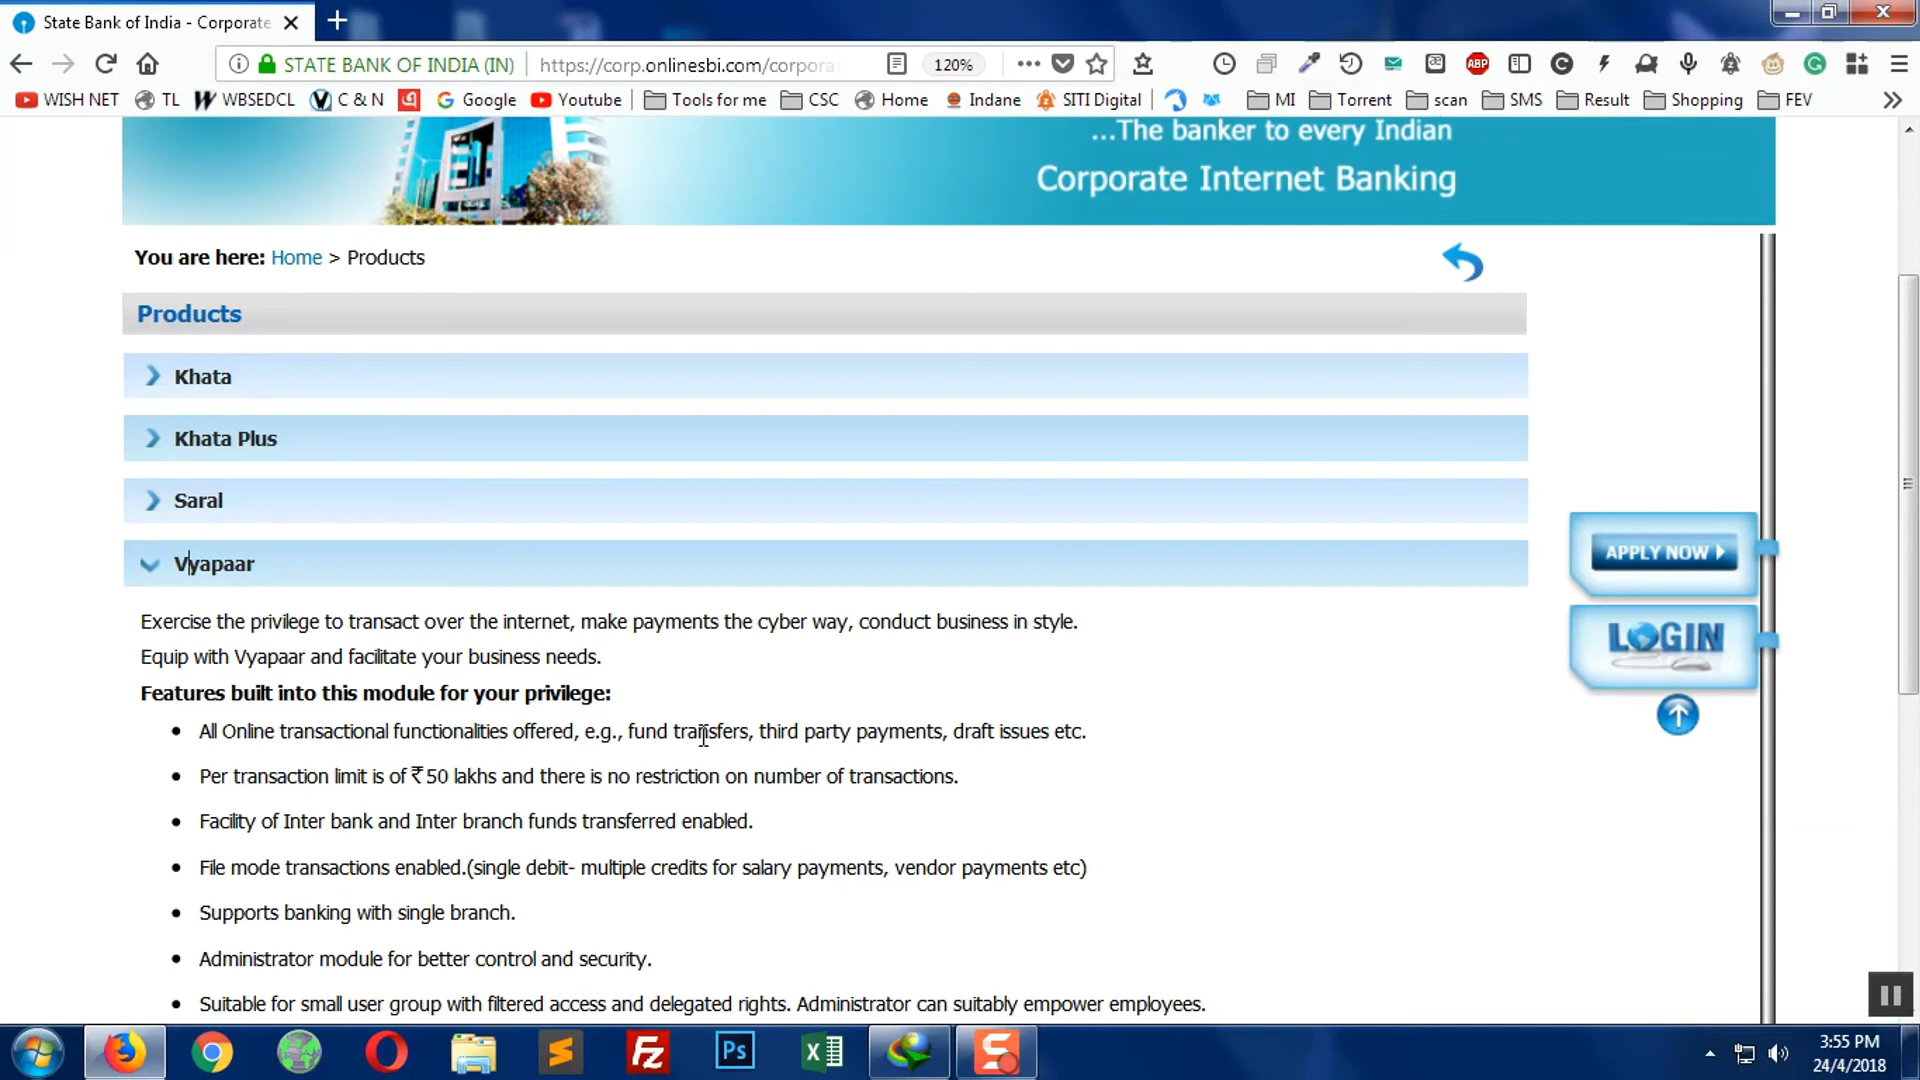 State Bank of India - Corporate
STATE BANK OF INDIA (IN) https://corp.onlinesbi.com/corpora 120%
ABP
WISH NET TL WBSEDCL C & N Google Youtube Tools for me CSC Home Indane SITI Digital MI Torrent scan SMS Result Shopping FEV
...The banker to every Indian
Corporate Internet Banking
You are here: Home > Products
Products
Khata
Khata Plus
Saral
Vyapaar
Exercise the privilege to transact over the internet, make payments the cyber way, conduct business in style.
Equip with Vyapaar and facilitate your business needs.
Features built into this module for your privilege:
• All Online transactional functionalities offered, e.g., fund transfers, third party payments, draft issues etc.
• Per transaction limit is of ₹50 lakhs and there is no restriction on number of transactions.
• Facility of Inter bank and Inter branch funds transferred enabled.
• File mode transactions enabled.(single debit- multiple credits for salary payments, vendor payments etc)
• Supports banking with single branch.
• Administrator module for better control and security.
• Suitable for small user group with filtered access and delegated rights. Administrator can suitably empower employees.
APPLY NOW
LOGIN
Fz
Ps
3:55 PM
24/4/2018